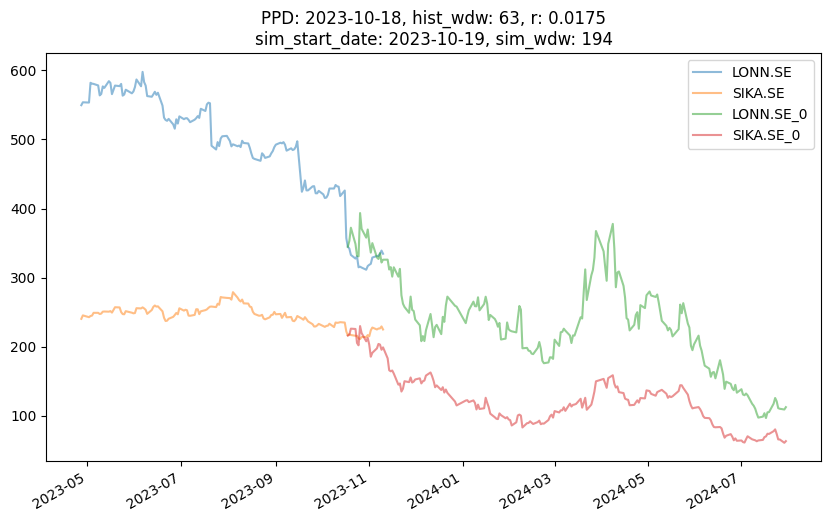 PPD: 2023-10-18, hist_wdw: 63, r: 0.0175
sim_start_date: 2023-10-19, sim_wdw: 194
LONN.SE
SIKA.SE
LONN.SE_0
SIKA.SE_0
600
500
400
300
200
100
2023-05
2023-07
2023-09
2023-11
2024-01
2024-03
2024-05
2024-07